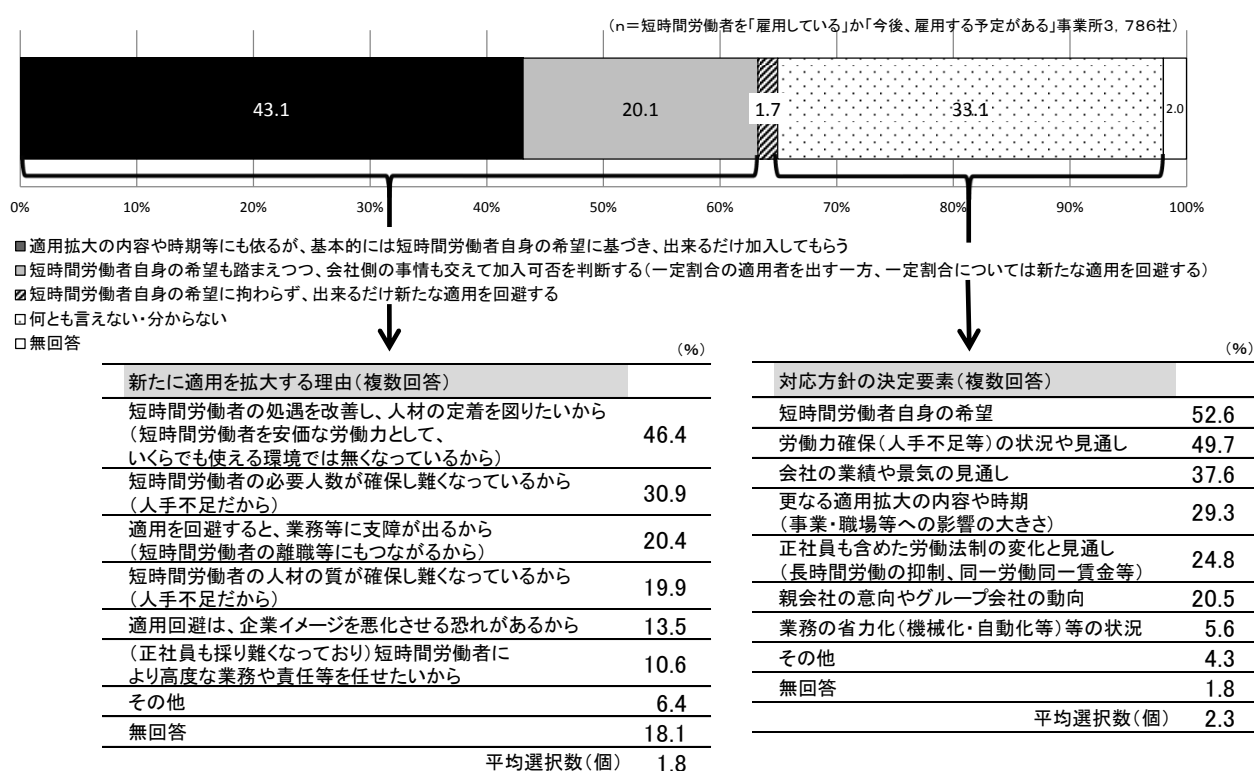 (n=短時間労働者を「雇用している」か「今後、雇用する予定がある」事業所3,786社)
43.1
20.1
1.7
33.1
2.0
0%
10%
20%
30%
40%
50%
60%
70%
80%
90%
100%
適用拡大の内容や時期等にも依るが、基本的には短時間労働者自身の希望に基づき、出来るだけ加入してもらう
短時間労働者自身の希望も踏まえつつ、会社側の事情も交えて加入可否を判断する(一定割合の適用者を出す一方、一定割合については新たな適用を回避する)
短時間労働者自身の希望に拘わらず、出来るだけ新たな適用を回避する
何とも言えない・分からない
無回答
(%)
新たに適用を拡大する理由(複数回答)
短時間労働者の処遇を改善し、人材の定着を図りたいから
(短時間労働者を安価な労働力として、
いくらでも使える環境では無くなっているから)
46.4
短時間労働者の必要人数が確保し難くなっているから
(人手不足だから)
30.9
適用を回避すると、業務等に支障が出るから
(短時間労働者の離職等にもつながるから)
20.4
短時間労働者の人材の質が確保し難くなっているから
(人手不足だから)
19.9
適用回避は、企業イメージを悪化させる恐れがあるから 13.5
(正社員も採り難くなっており)短時間労働者に
より高度な業務や責任等を任せたいから
10.6
その他 6.4
無回答 18.1
平均選択数(個) 1.8
(%)
対応方針の決定要素(複数回答)
短時間労働者自身の希望 52.6
労働力確保(人手不足等)の状況や見通し 49.7
会社の業績や景気の見通し 37.6
更なる適用拡大の内容や時期
(事業・職場等への影響の大きさ)
29.3
正社員も含めた労働法制の変化と見通し
(長時間労働の抑制、同一労働同一賃金等)
24.8
親会社の意向やグループ会社の動向 20.5
業務の省力化(機械化・自動化等)等の状況 5.6
その他 4.3
無回答 1.8
平均選択数(個) 2.3